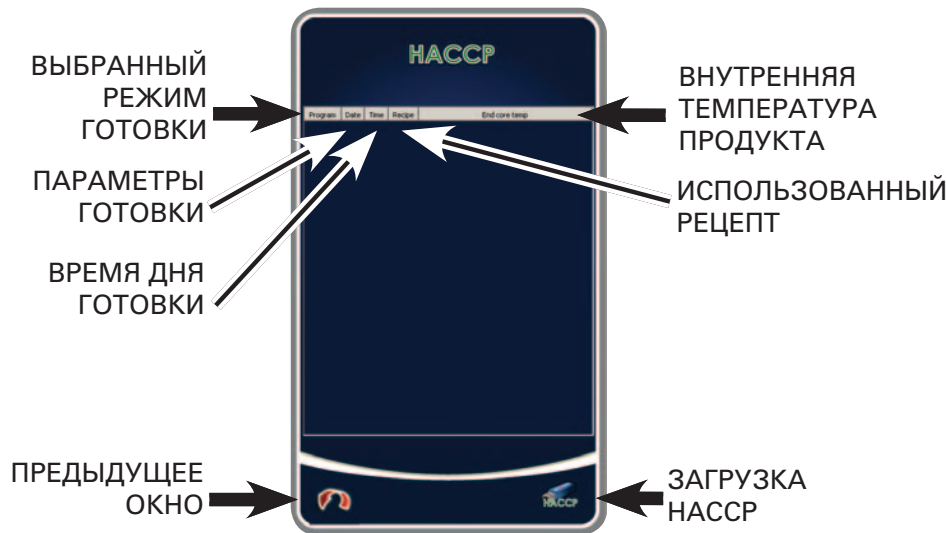 HACCP
ВЫБРАННЫЙ
РЕЖИМ
ГОТОВКИ
Program Date Time Recipe End core temp
ВНУТРЕННЯЯ
ТЕМПЕРАТУРА
ПРОДУКТА
ПАРАМЕТРЫ
ГОТОВКИ
ИСПОЛЬЗОВАННЫЙ
РЕЦЕПТ
ВРЕМЯ ДНЯ
ГОТОВКИ
ПРЕДЫДУЩЕЕ
ОКНО
HACCP
ЗАГРУЗКА
НАССР